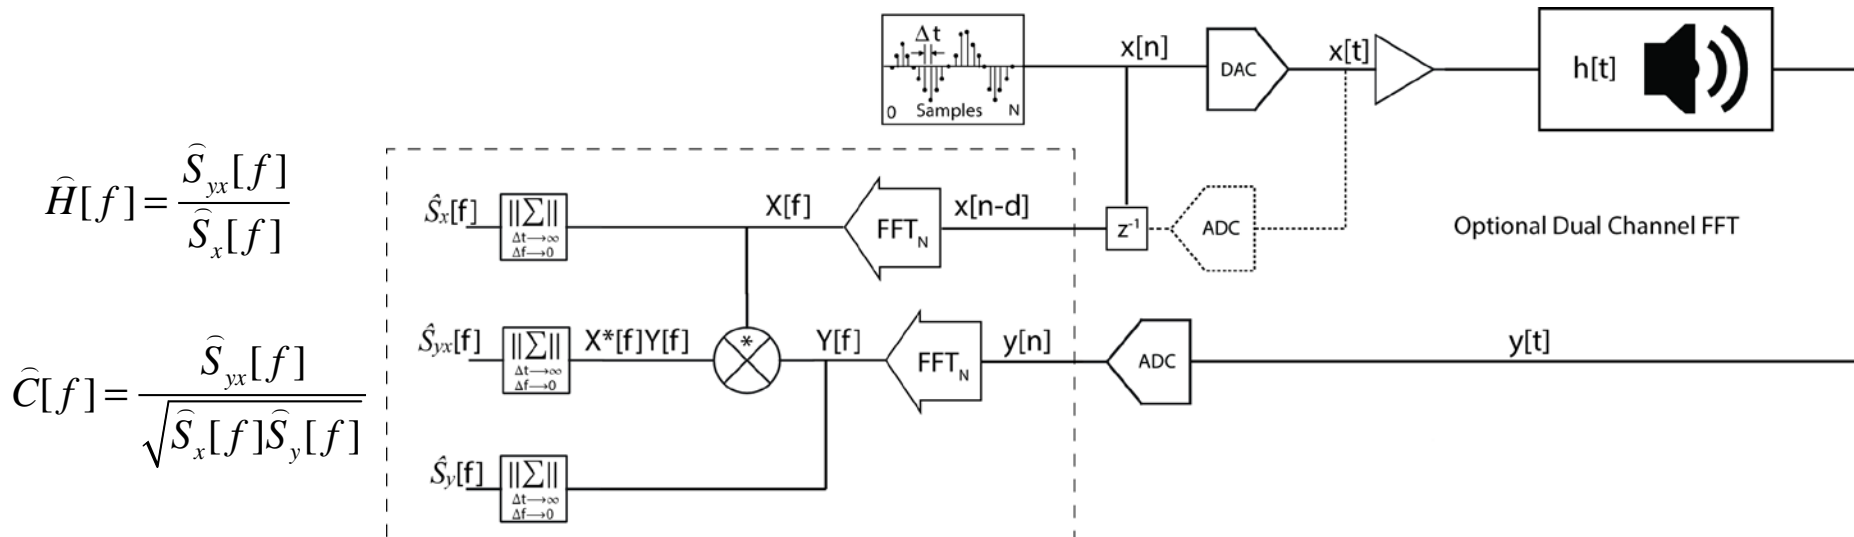 Δt
0 Samples N
x[n]
DAC
x[t]
h[t]
Ĥ[f] = Ŝyx[f] / Ŝx[f]
Ŝx[f]
||∑||
Δt→∞
Δf→0
X[f]
FFTN
x[n-d]
z⁻¹
ADC
Optional Dual Channel FFT
Ĉ[f] = Ŝyx[f] / √Ŝx[f]Ŝy[f]
Ŝyx[f]
||∑||
Δt→∞
Δf→0
X*[f]Y[f]
*
Y[f]
FFTN
y[n]
ADC
y[t]
Ŝy[f]
||∑||
Δt→∞
Δf→0